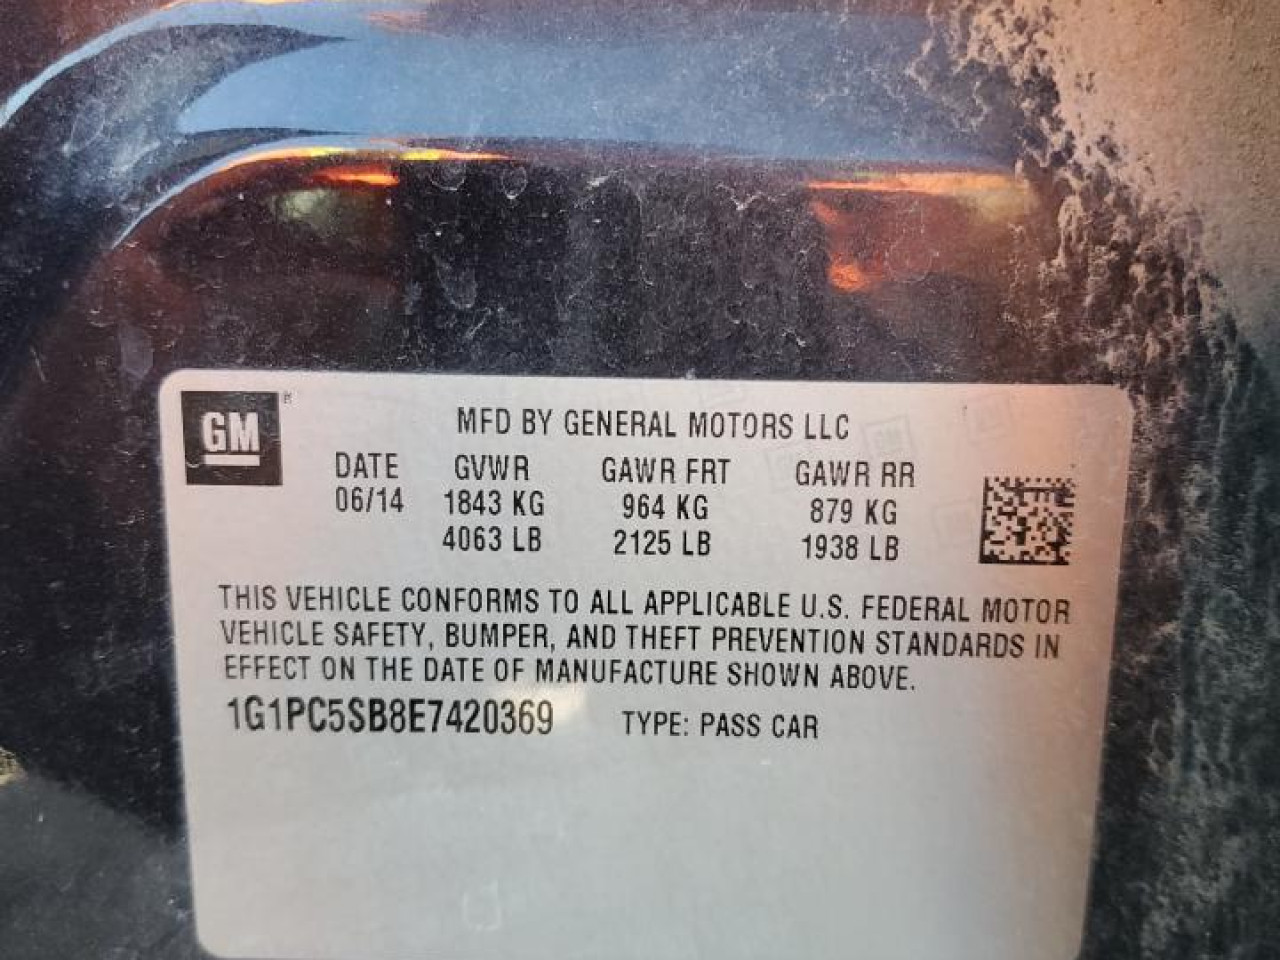 GM ®
MFD BY GENERAL MOTORS LLC
DATE GVWR GAWR FRT GAWR RR
06/14 1843 KG 964 KG 879 KG
4063 LB 2125 LB 1938 LB
THIS VEHICLE CONFORMS TO ALL APPLICABLE U.S. FEDERAL MOTOR
VEHICLE SAFETY, BUMPER, AND THEFT PREVENTION STANDARDS IN
EFFECT ON THE DATE OF MANUFACTURE SHOWN ABOVE.
1G1PC5SB8E7420369 TYPE: PASS CAR